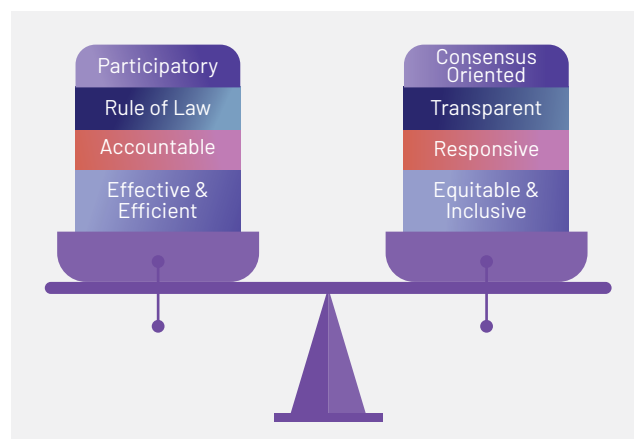 Participatory
Rule of Law
Accountable
Effective &
Efficient
Consensus
Oriented
Transparent
Responsive
Equitable &
Inclusive